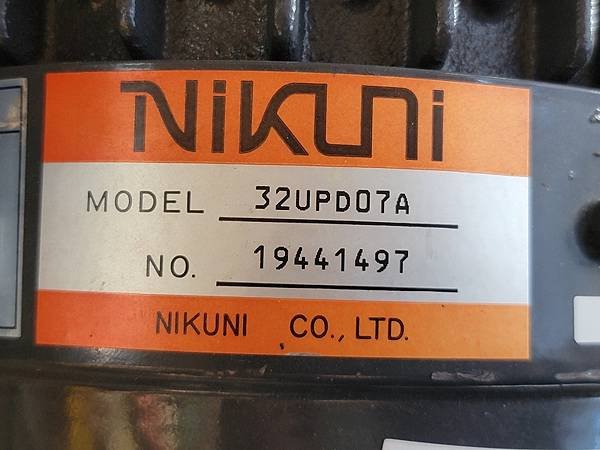 NIKUNI
MODEL 32UPD07A
NO. 19441497
NIKUNI CO., LTD.